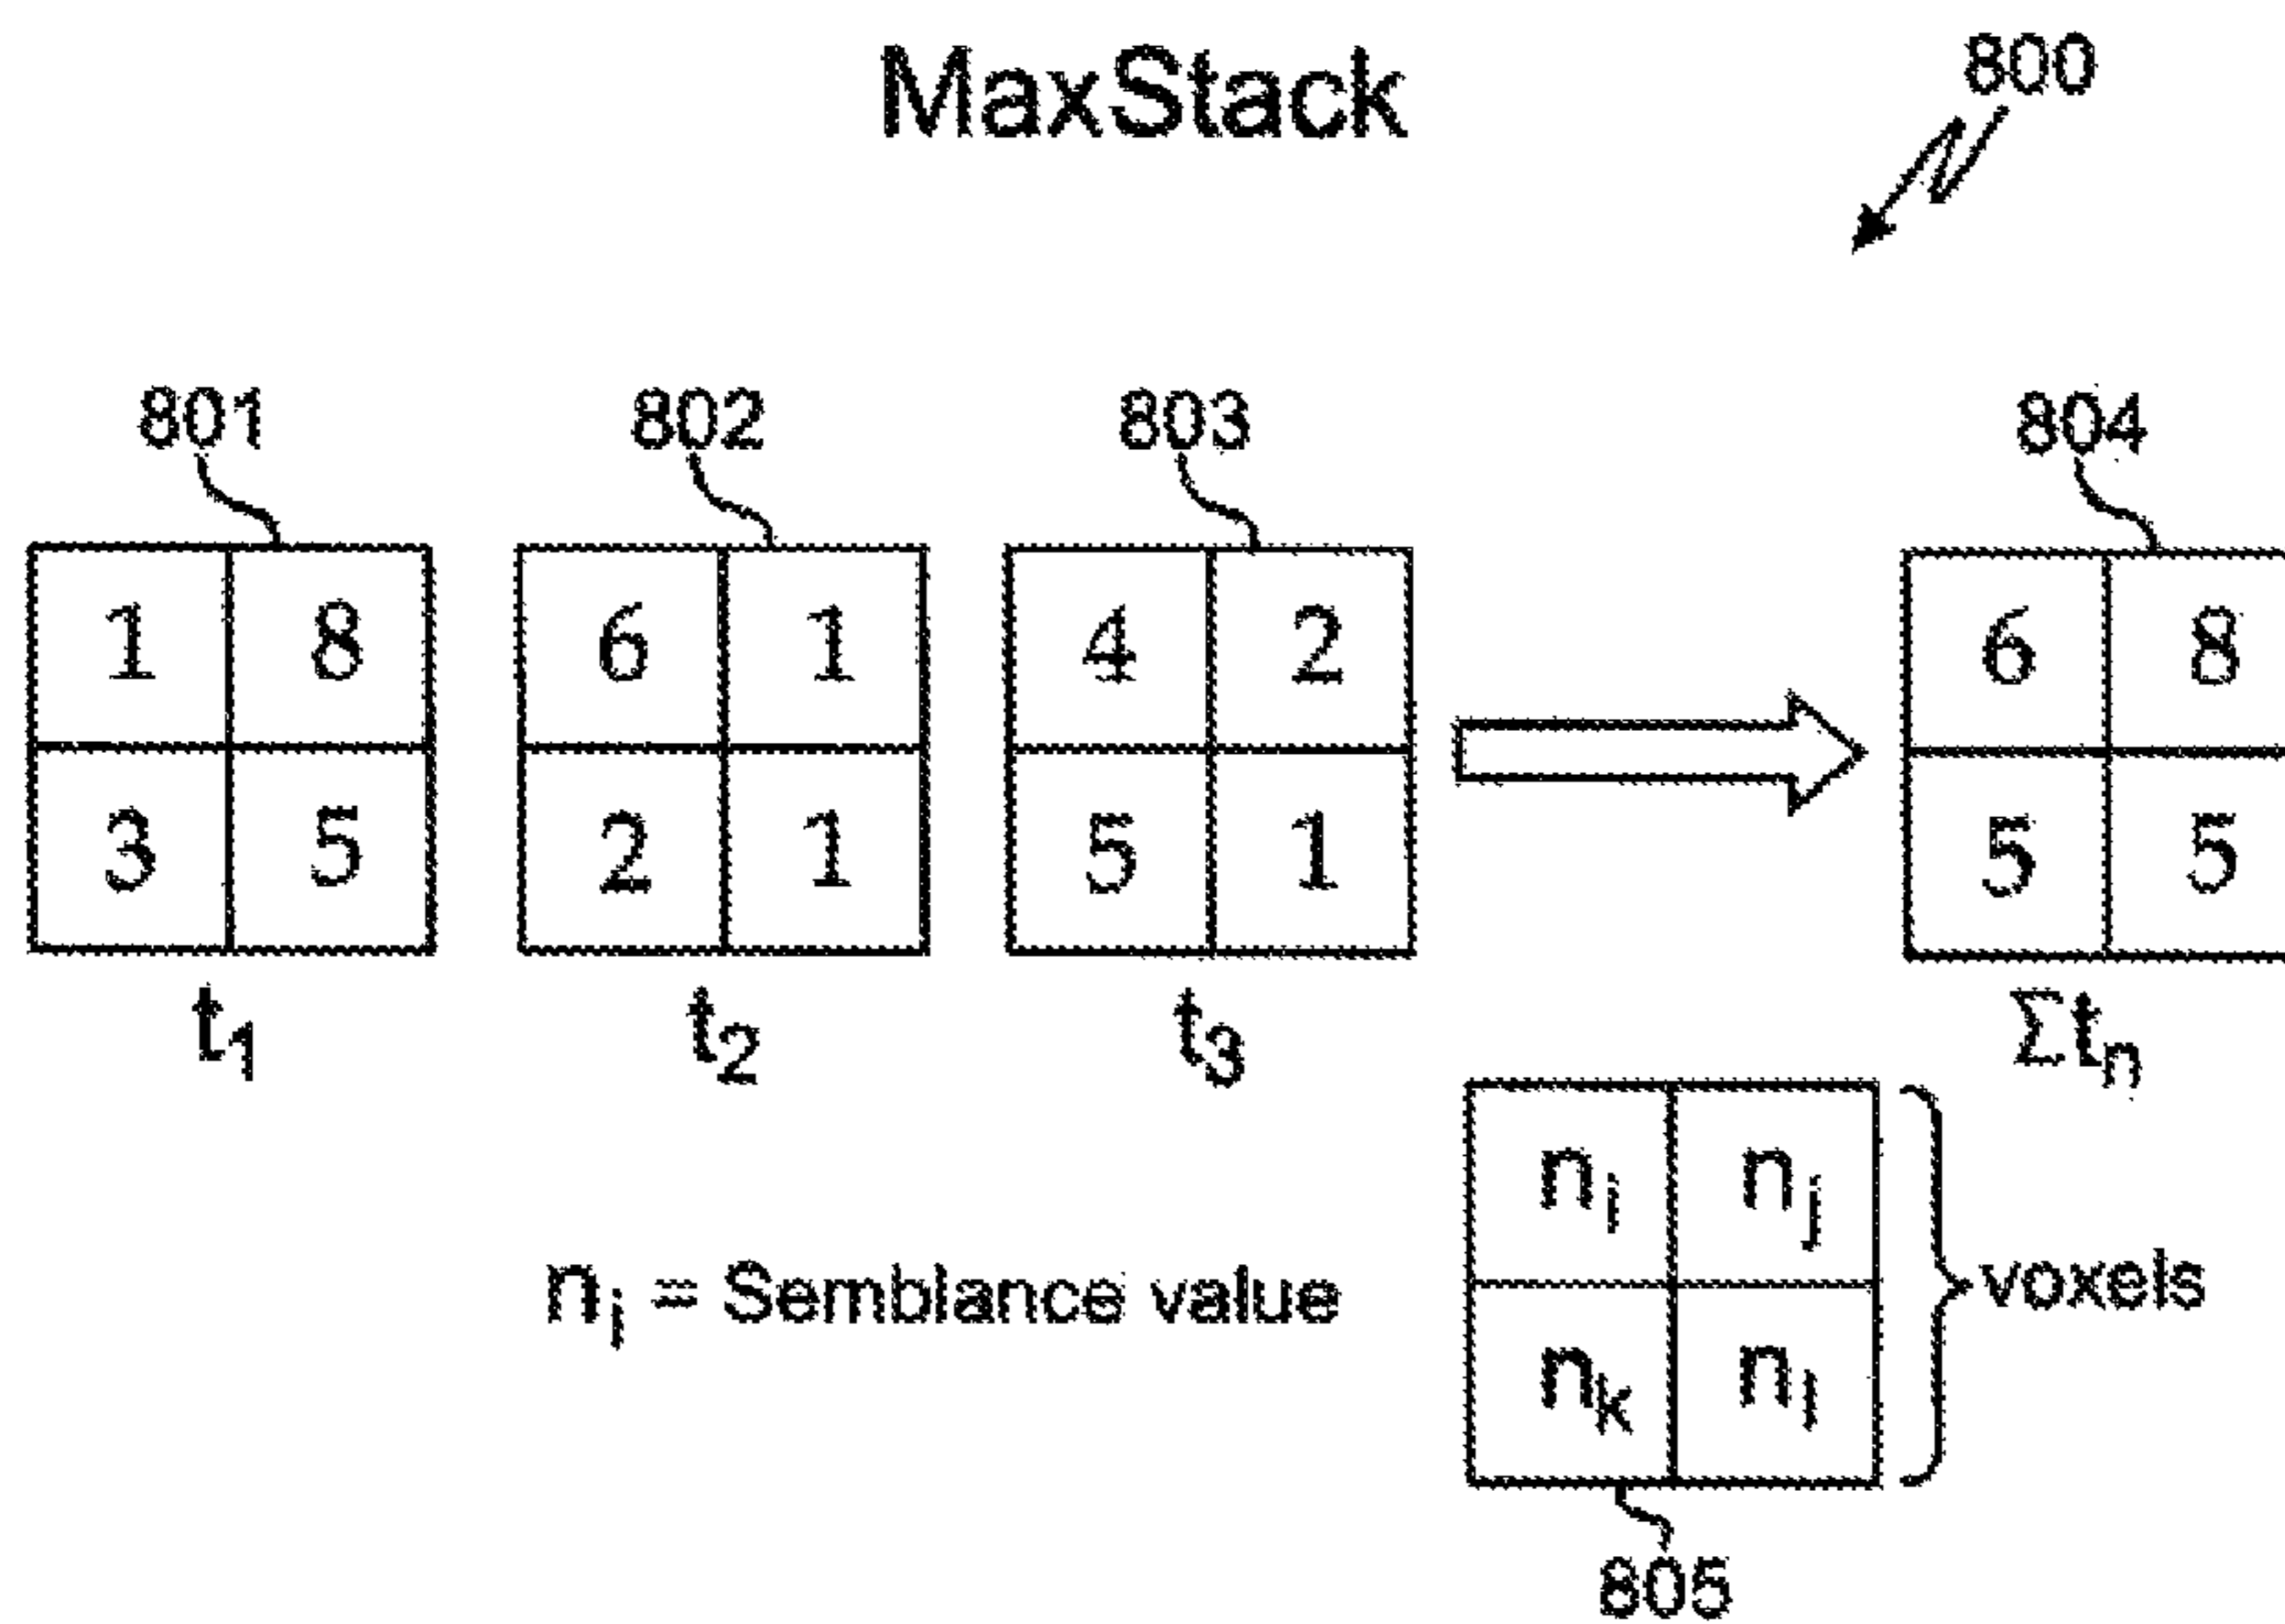 MaxStack
800
801 802 803 804
1 8 6 1 4 2 6 8
3 5 2 1 5 1 5 5
t₁ t₂ t₃ Σtₙ
nᵢ nⱼ
nᵢ = Semblance value voxels
nₖ nₗ
805